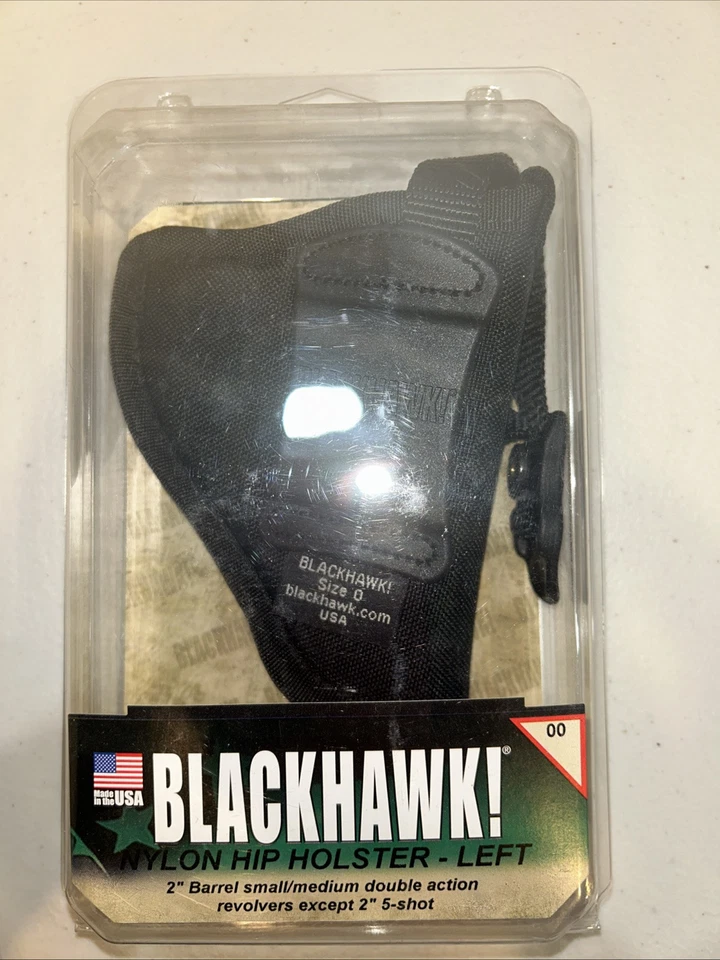 BLACKHAWK!
Size 0
blackhawk.com
USA
00
Made
in the USA
BLACKHAWK!®
NYLON HIP HOLSTER - LEFT
2" Barrel small/medium double action
revolvers except 2" 5-shot